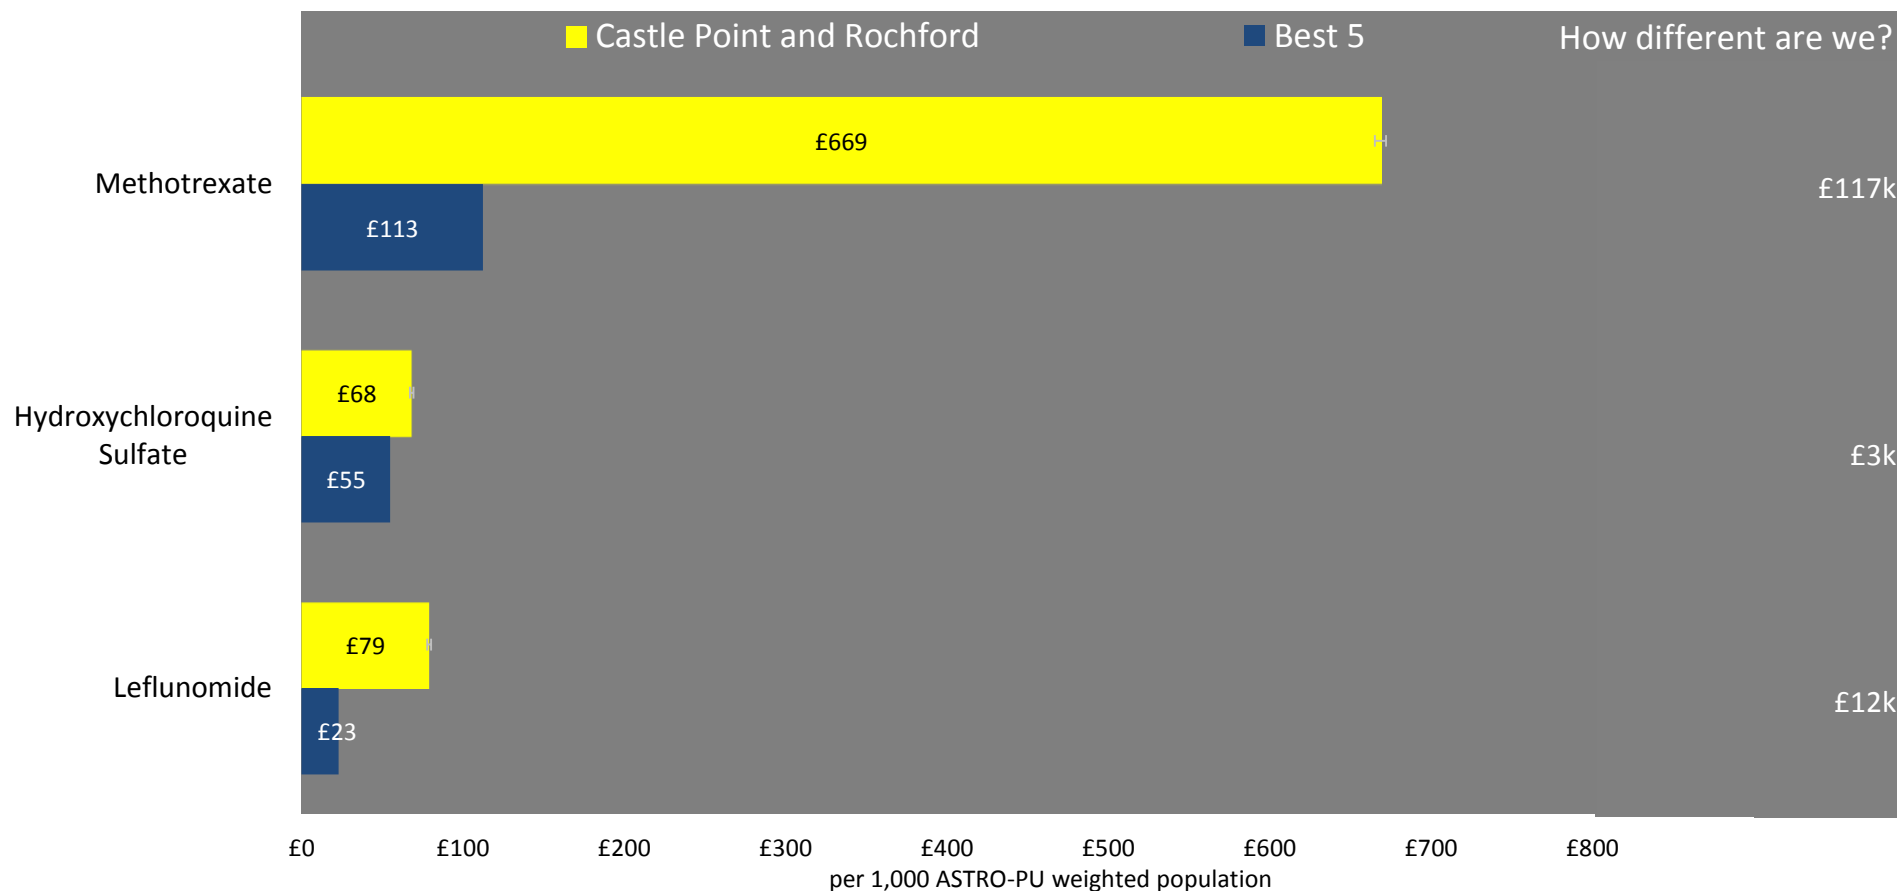 Castle Point and Rochford
Best 5
How different are we?
Methotrexate
£669
£113
£117k
Hydroxychloroquine
Sulfate
£68
£55
£3k
Leflunomide
£79
£23
£12k
£0 £100 £200 £300 £400 £500 £600 £700 £800
per 1,000 ASTRO-PU weighted population